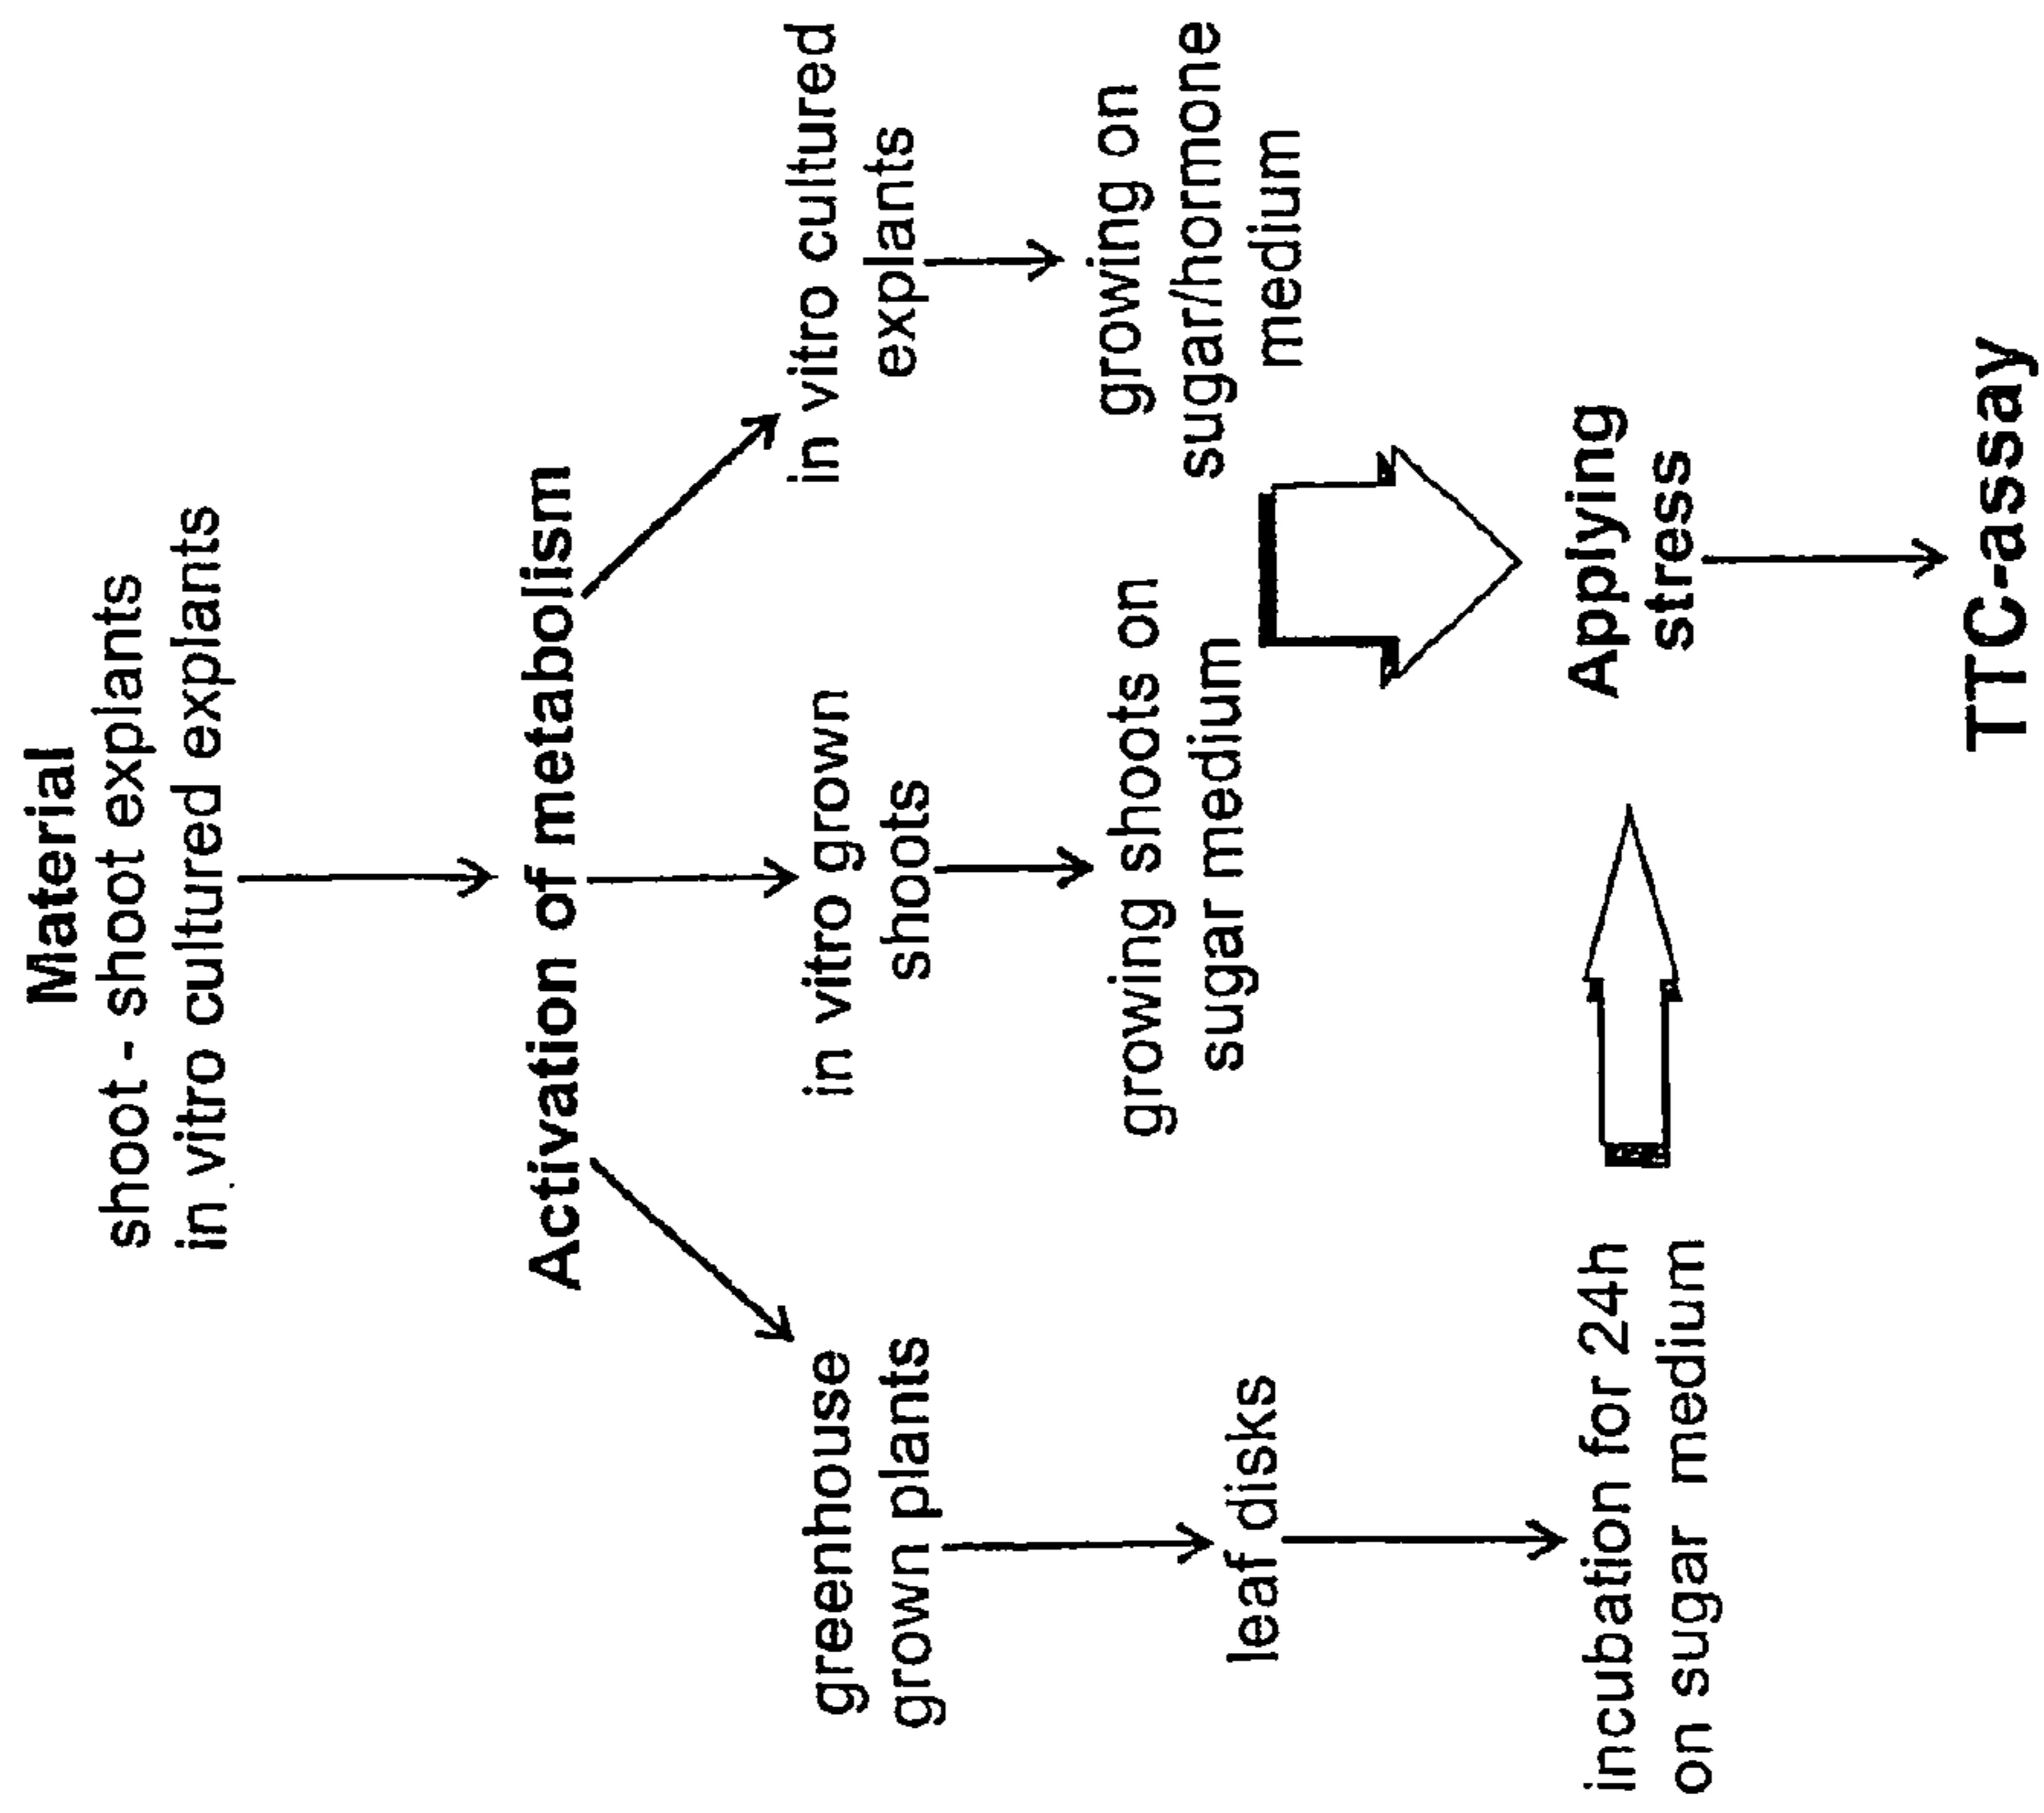 Material
shoot - shoot explants
in vitro cultured explants
Activation of metabolism
greenhouse
grown plants
leaf disks
incubation for 24h
on sugar medium
in vitro grown
shoots
growing shoots on
sugar medium
in vitro cultured
explants
growing on
sugar/hormone
medium
Applying
stress
TTC-assay